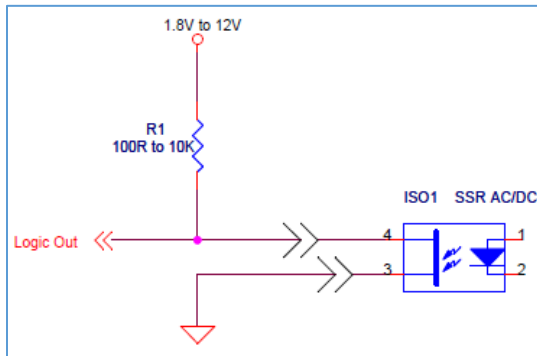 1.8V to 12V
R1
100R to 10K
ISO1 SSR AC/DC
Logic Out
4
1
3
2